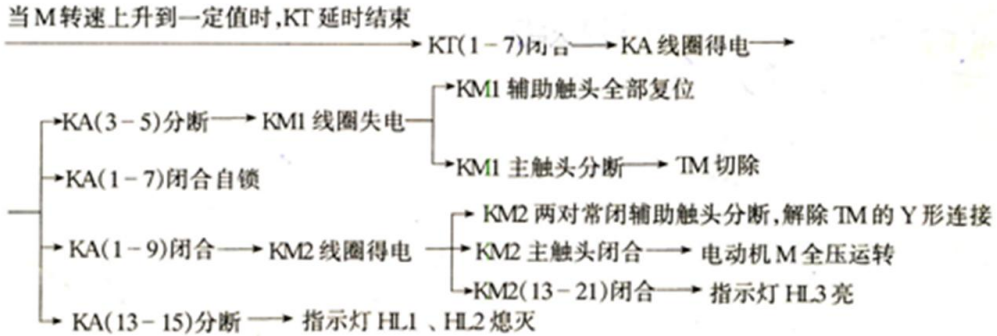 当M转速上升到一定值时,KT延时结束
KT(1-7)闭合→KA线圈得电→
KM1辅助触头全部复位
KA(3-5)分断→KM1线圈失电
KM1主触头分断→TM切除
KA(1-7)闭合自锁
KM2两对常闭辅助触头分断,解除TM的Y形连接
KA(1-9)闭合→KM2线圈得电→KM2主触头闭合→电动机M全压运转
KM2(13-21)闭合→指示灯HL3亮
KA(13-15)分断→指示灯HL1、HL2熄灭